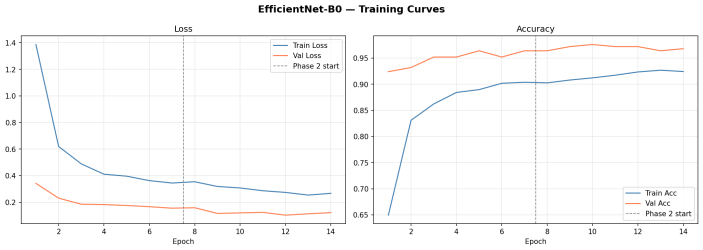 EfficientNet-B0 — Training Curves
Loss
1.4
1.2
1.0
0.8
0.6
0.4
0.2
2 4 6 8 10 12 14
Epoch
Train Loss
Val Loss
Phase 2 start
Accuracy
0.95
0.90
0.85
0.80
0.75
0.70
0.65
2 4 6 8 10 12 14
Epoch
Train Acc
Val Acc
Phase 2 start